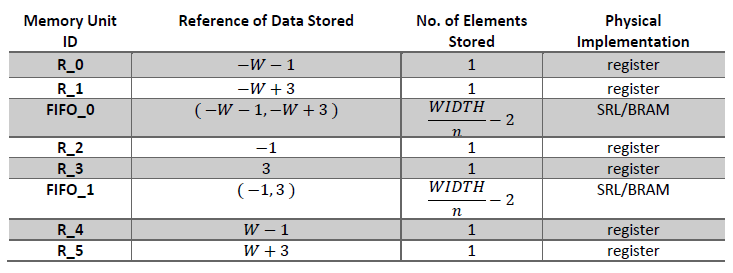 Memory Unit ID | Reference of Data Stored | No. of Elements Stored | Physical Implementation
R_0 | −W − 1 | 1 | register
R_1 | −W + 3 | 1 | register
FIFO_0 | ( −W − 1, −W + 3 ) | WIDTH/n − 2 | SRL/BRAM
R_2 | −1 | 1 | register
R_3 | 3 | 1 | register
FIFO_1 | ( −1, 3 ) | WIDTH/n − 2 | SRL/BRAM
R_4 | W − 1 | 1 | register
R_5 | W + 3 | 1 | register